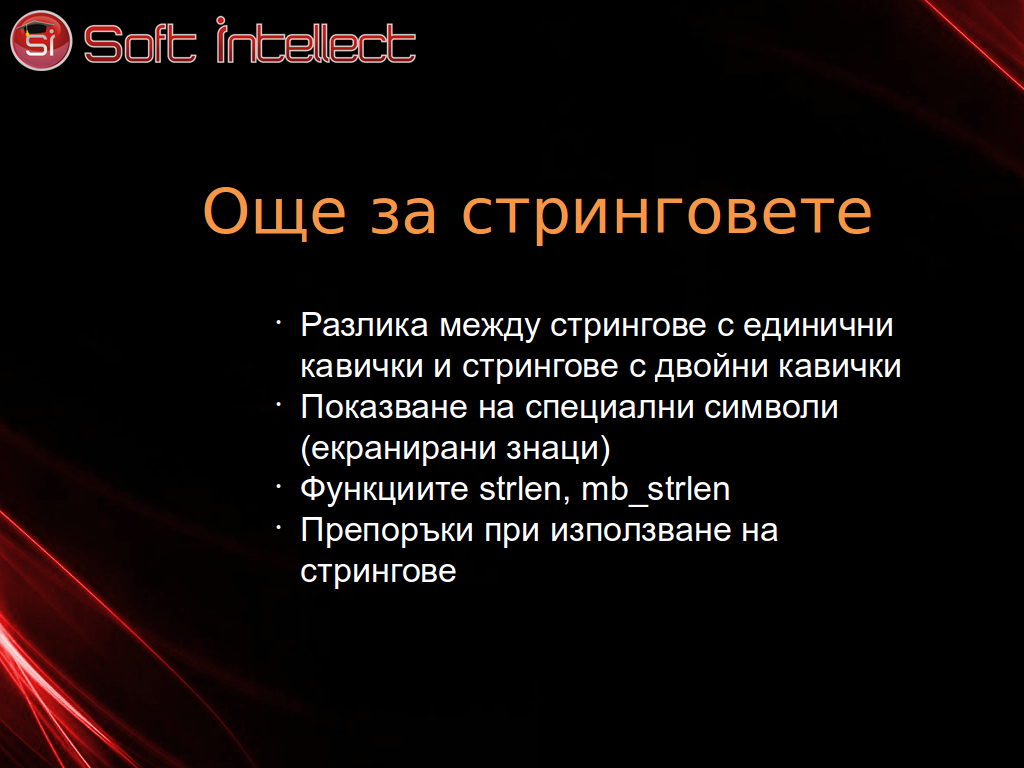 Si Soft Intellect
Още за стринговете
· Разлика между стрингове с единични
кавички и стрингове с двойни кавички
· Показване на специални символи
(екранирани знаци)
· Функциите strlen, mb_strlen
· Препоръки при използване на
стрингове